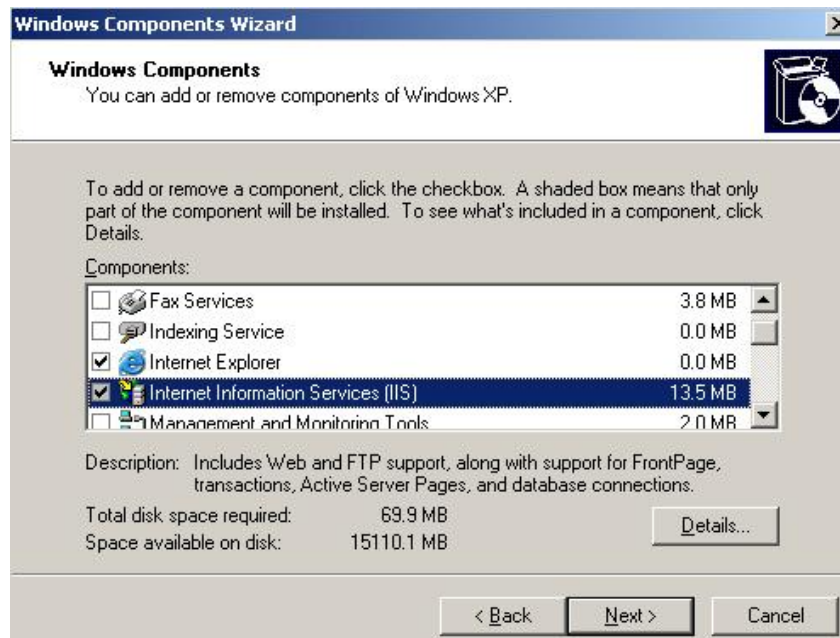 Windows Components Wizard
Windows Components
You can add or remove components of Windows XP.
To add or remove a component, click the checkbox. A shaded box means that only
part of the component will be installed. To see what's included in a component, click
Details.
Components:
Fax Services 3.8 MB
Indexing Service 0.0 MB
Internet Explorer 0.0 MB
Internet Information Services (IIS) 13.5 MB
Management and Monitoring Tools 2.0 MB
Description: Includes Web and FTP support, along with support for FrontPage,
transactions, Active Server Pages, and database connections.
Total disk space required: 69.9 MB
Space available on disk: 15110.1 MB
Details...
< Back Next > Cancel